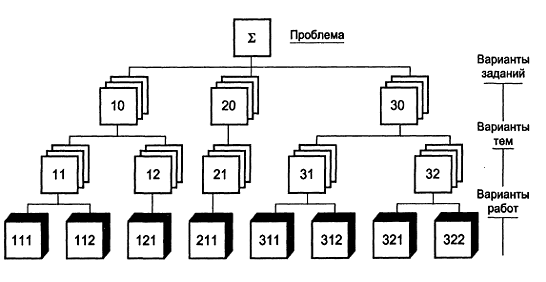 Σ Проблема
Варианты
заданий
10 20 30
Варианты
тем
11 12 21 31 32
Варианты
работ
111 112 121 211 311 312 321 322